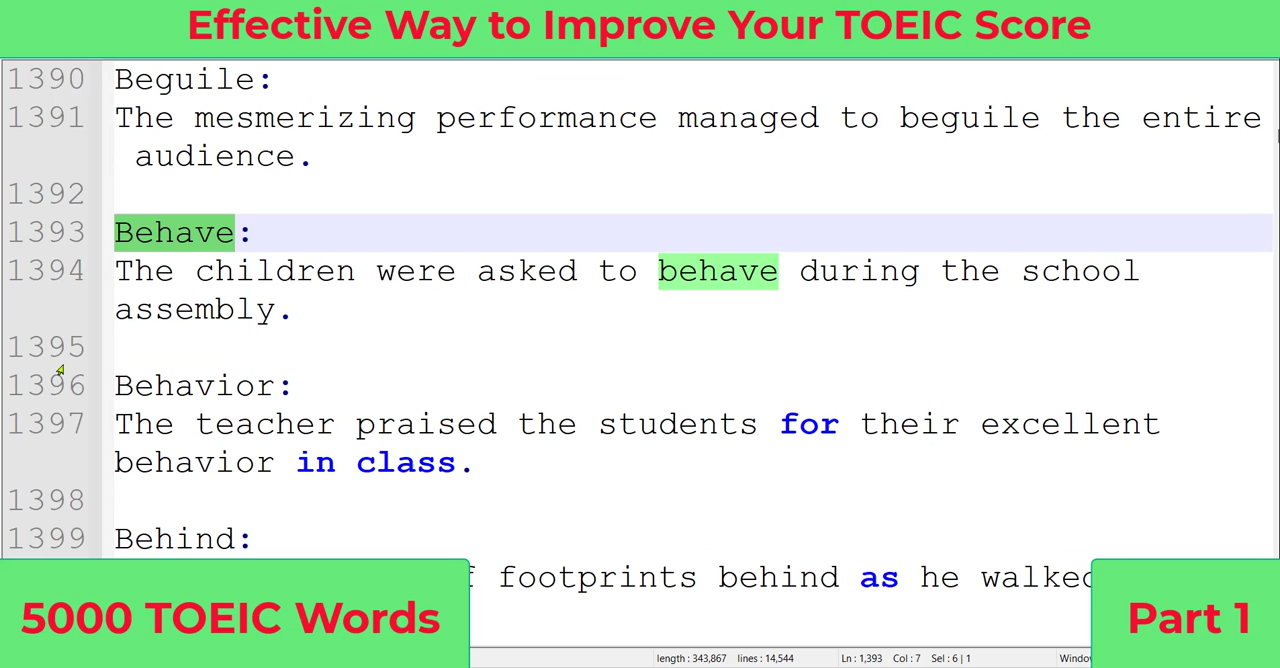 Effective Way to Improve Your TOEIC Score
1390 Beguile:
1391 The mesmerizing performance managed to beguile the entire
audience.
1392
1393 Behave:
1394 The children were asked to behave during the school
assembly.
1395
1396 Behavior:
1397 The teacher praised the students for their excellent
behavior in class.
1398
1399 Behind:
footprints behind as he walked
5000 TOEIC Words
Part 1
length : 343,867 lines : 14,544 Ln : 1,393 Col : 7 Sel : 6 | 1